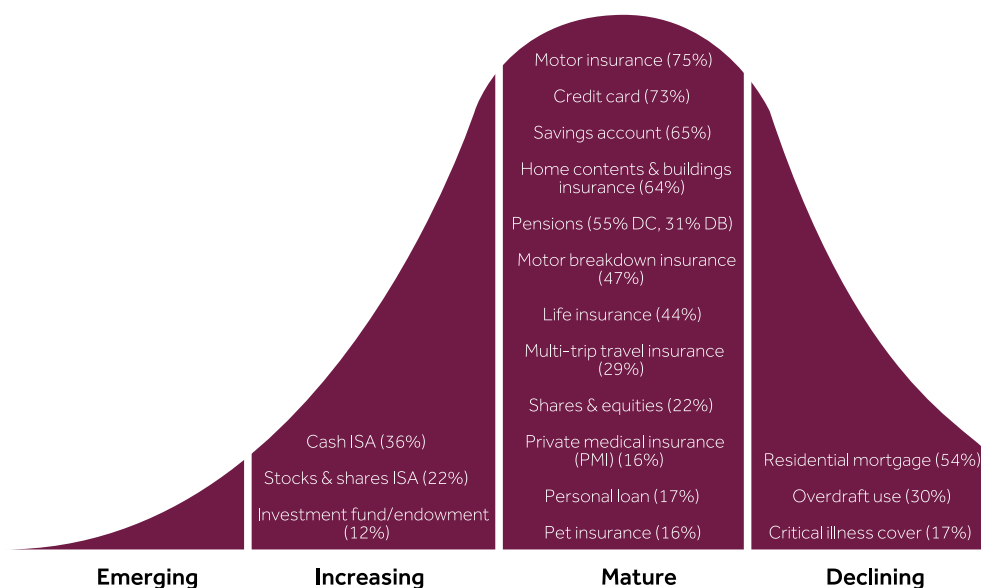 Motor insurance (75%)
Credit card (73%)
Savings account (65%)
Home contents & buildings
insurance (64%)
Pensions (55% DC, 31% DB)
Motor breakdown insurance
(47%)
Life insurance (44%)
Multi-trip travel insurance
(29%)
Shares & equities (22%)
Cash ISA (36%)
Stocks & shares ISA (22%)
Investment fund/endowment
(12%)
Private medical insurance
(PMI) (16%)
Personal loan (17%)
Pet insurance (16%)
Residential mortgage (54%)
Overdraft use (30%)
Critical illness cover (17%)
Emerging
Increasing
Mature
Declining